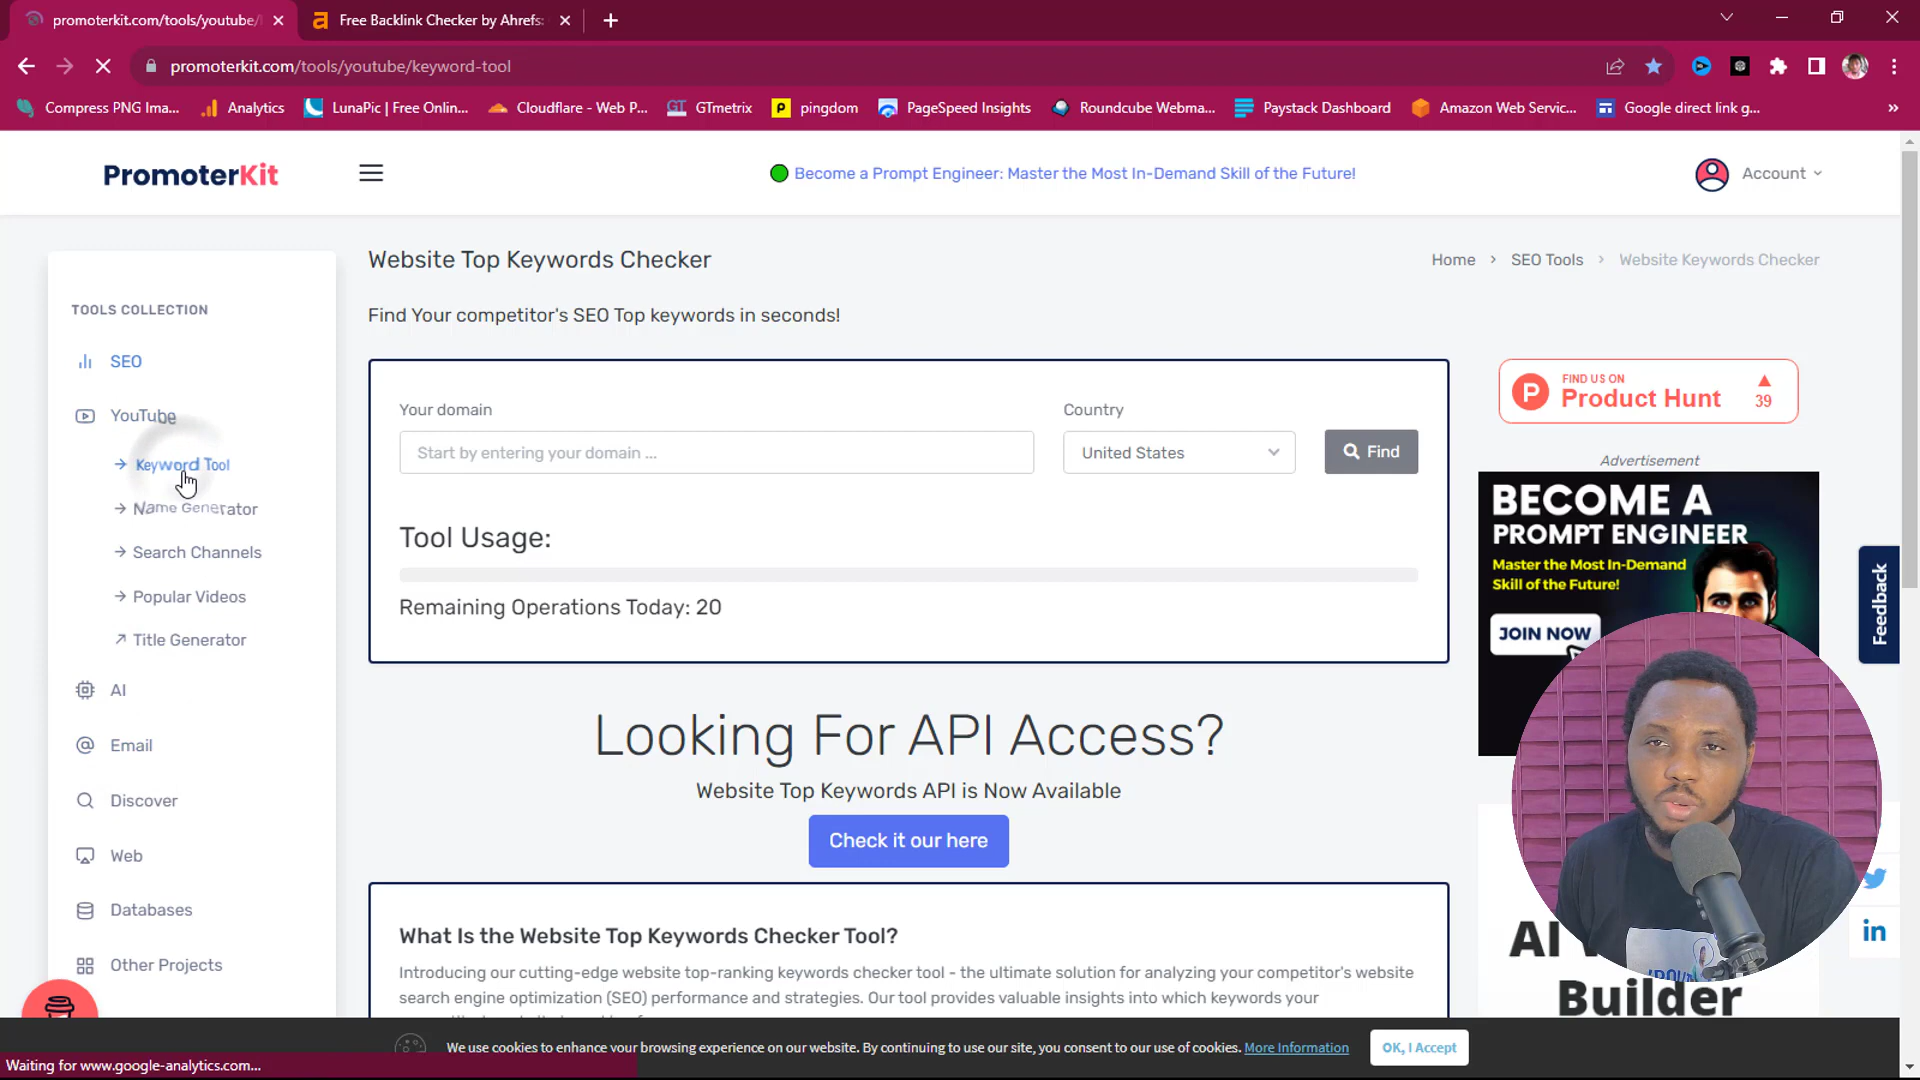 promoterkit.com/tools/youtube/
Free Backlink Checker by Ahrefs:
promoterkit.com/tools/youtube/keyword-tool
Compress PNG Ima...
Analytics
LunaPic | Free Onlin...
Cloudflare - Web P...
GTmetrix
pingdom
PageSpeed Insights
Roundcube Webma...
Paystack Dashboard
Amazon Web Servic...
Google direct link g...
PromoterKit
Become a Prompt Engineer: Master the Most In-Demand Skill of the Future!
Account
TOOLS COLLECTION
SEO
YouTube
Keyword Tool
Name Generator
Search Channels
Popular Videos
Title Generator
AI
Email
Discover
Web
Databases
Other Projects
Website Top Keywords Checker
Home > SEO Tools > Website Keywords Checker
Find Your competitor's SEO Top keywords in seconds!
Your domain
Start by entering your domain ...
Country
United States
Find
Tool Usage:
Remaining Operations Today: 20
Looking For API Access?
Website Top Keywords API is Now Available
Check it our here
What Is the Website Top Keywords Checker Tool?
Introducing our cutting-edge website top-ranking keywords checker tool - the ultimate solution for analyzing your competitor's website
search engine optimization (SEO) performance and strategies. Our tool provides valuable insights into which keywords your
FIND US ON
Product Hunt
39
Advertisement
BECOME A
PROMPT ENGINEER
Master the Most In-Demand
Skill of the Future!
JOIN NOW
Feedback
AI
Builder
We use cookies to enhance your browsing experience on our website. By continuing to use our site, you consent to our use of cookies. More Information
OK, I Accept
Waiting for www.google-analytics.com...